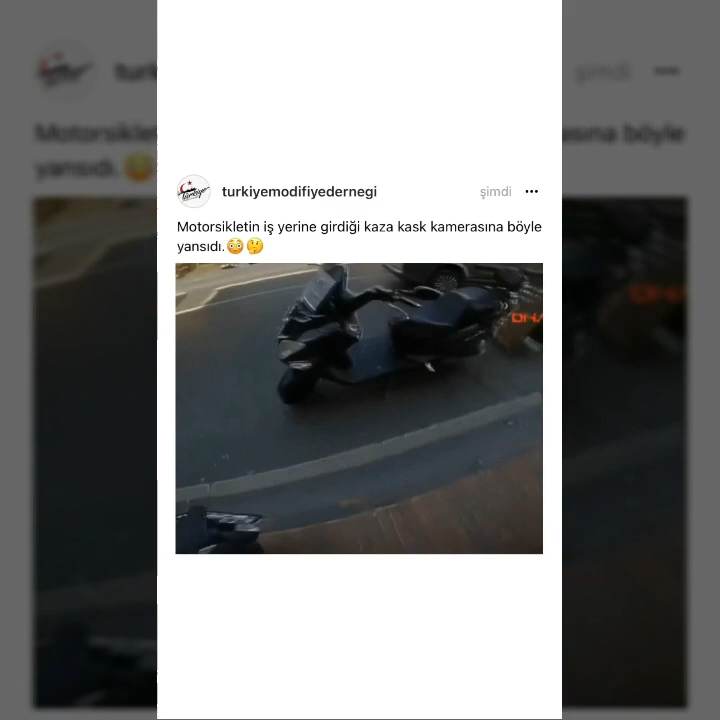 turkiyemodifiyedernegi
şimdi
Motorsikletin iş yerine girdiği kaza kask kamerasına böyle
yansıdı.😳🤔
DHA